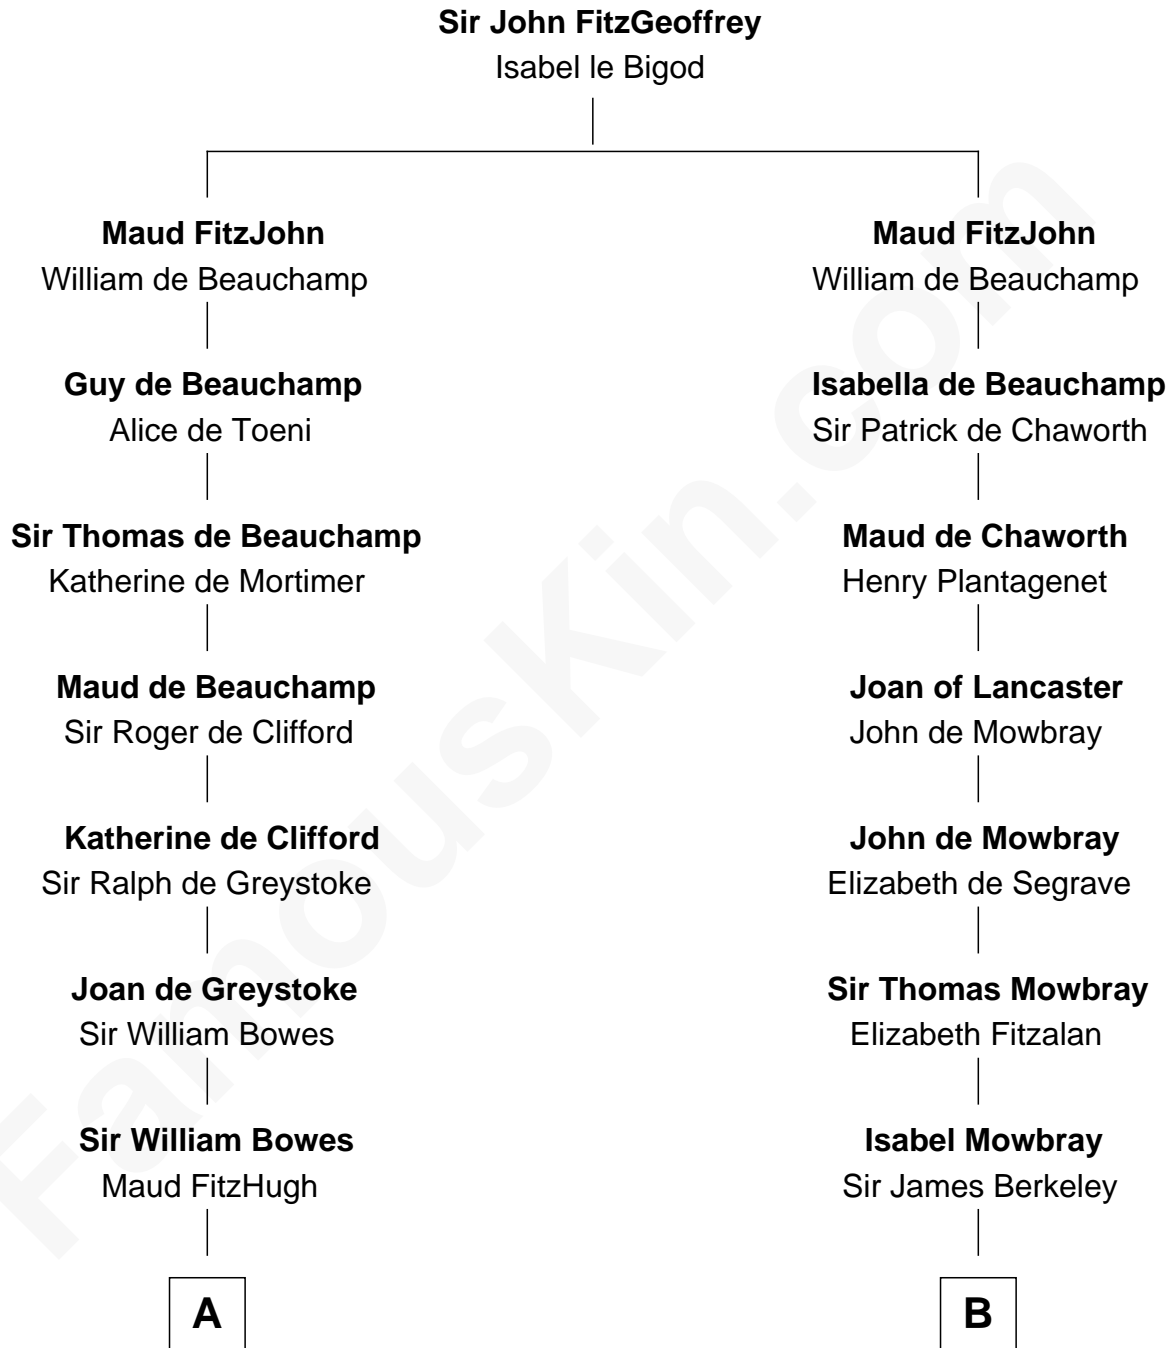 Sir John FitzGeoffrey
Isabel le Bigod
Maud FitzJohn
William de Beauchamp
Maud FitzJohn
William de Beauchamp
Guy de Beauchamp
Alice de Toeni
Isabella de Beauchamp
Sir Patrick de Chaworth
Sir Thomas de Beauchamp
Katherine de Mortimer
Maud de Chaworth
Henry Plantagenet
Maud de Beauchamp
Sir Roger de Clifford
Joan of Lancaster
John de Mowbray
Katherine de Clifford
Sir Ralph de Greystoke
John de Mowbray
Elizabeth de Segrave
Joan de Greystoke
Sir William Bowes
Sir Thomas Mowbray
Elizabeth Fitzalan
Sir William Bowes
Maud FitzHugh
Isabel Mowbray
Sir James Berkeley
A
B
FamousKin.com